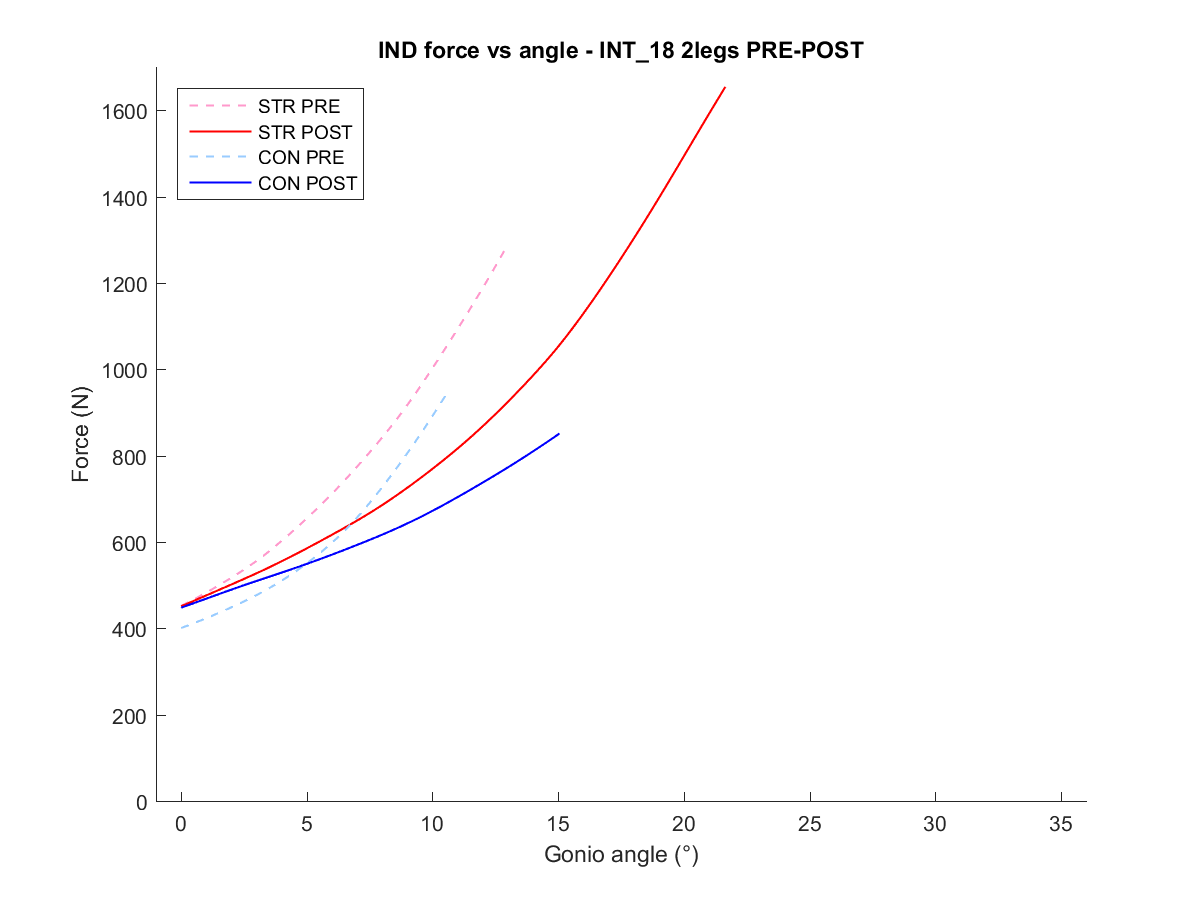 IND force vs angle - INT_18 2legs PRE-POST
STR PRE
STR POST
CON PRE
CON POST
1600
1400
1200
1000
800
600
400
200
0
Force (N)
0 5 10 15 20 25 30 35
Gonio angle (°)